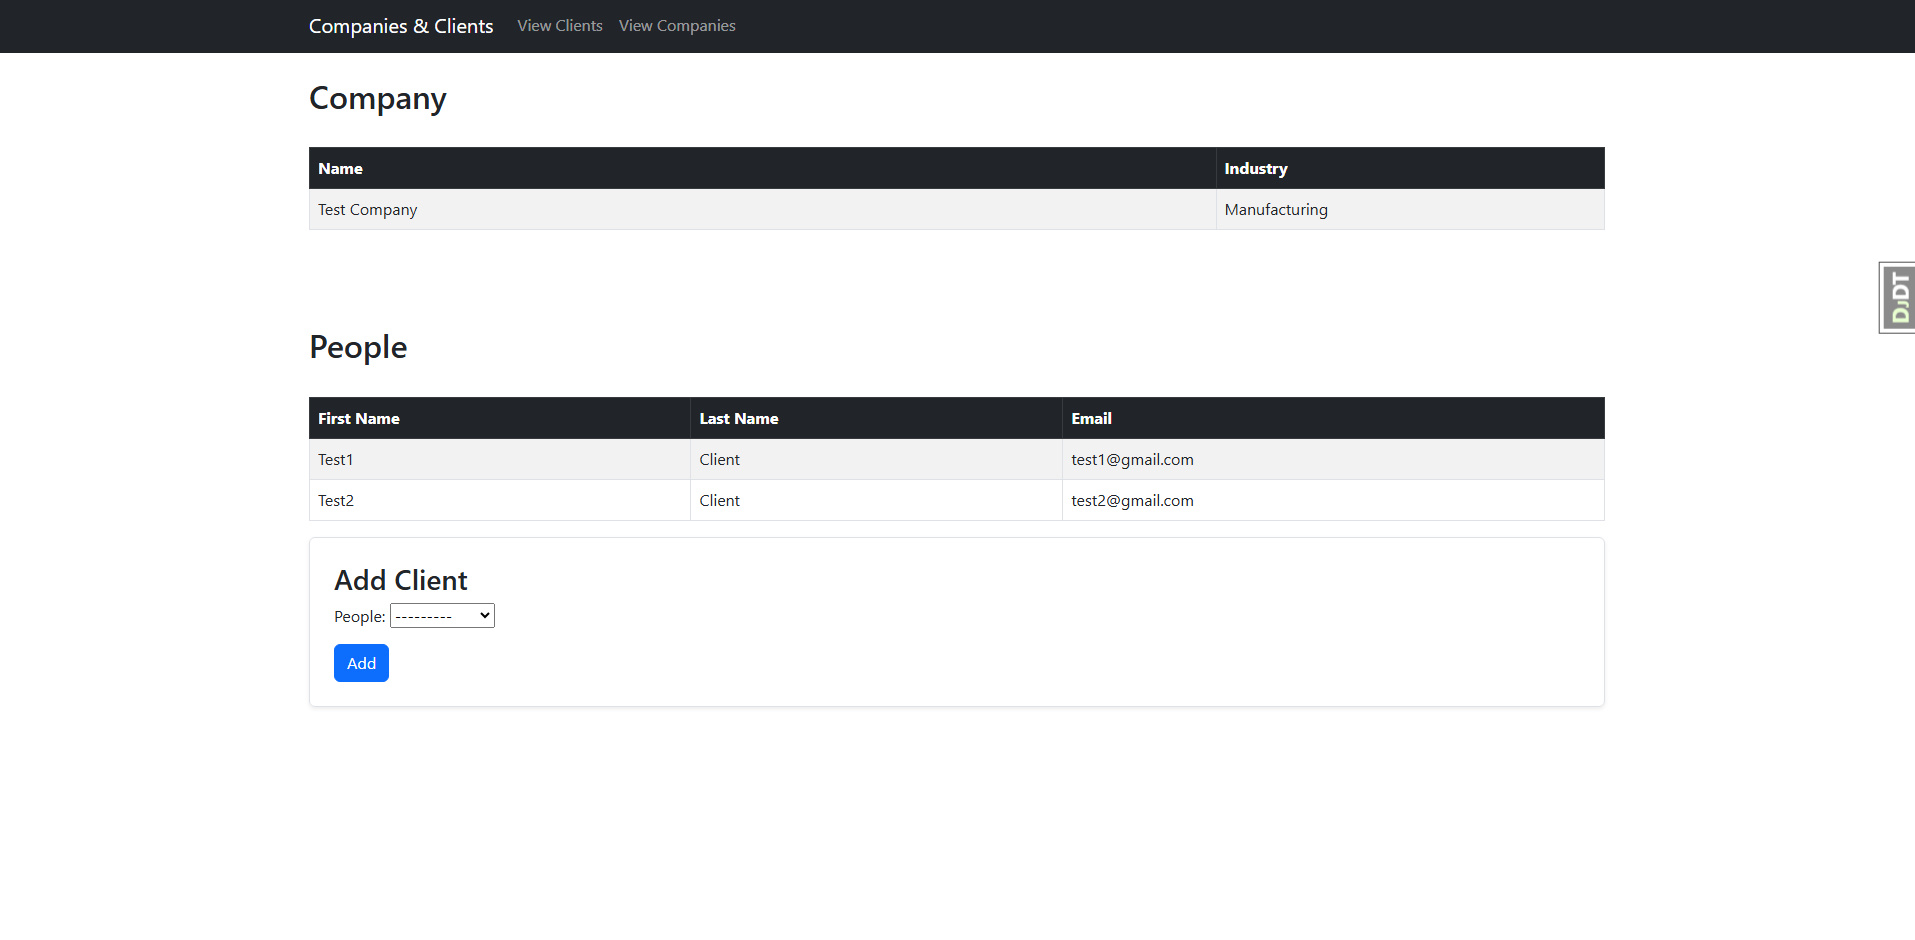 Companies & Clients View Clients View Companies
Company
Name Industry
Test Company Manufacturing
DjDT
People
First Name Last Name Email
Test1 Client test1@gmail.com
Test2 Client test2@gmail.com
Add Client
People: ---------
Add